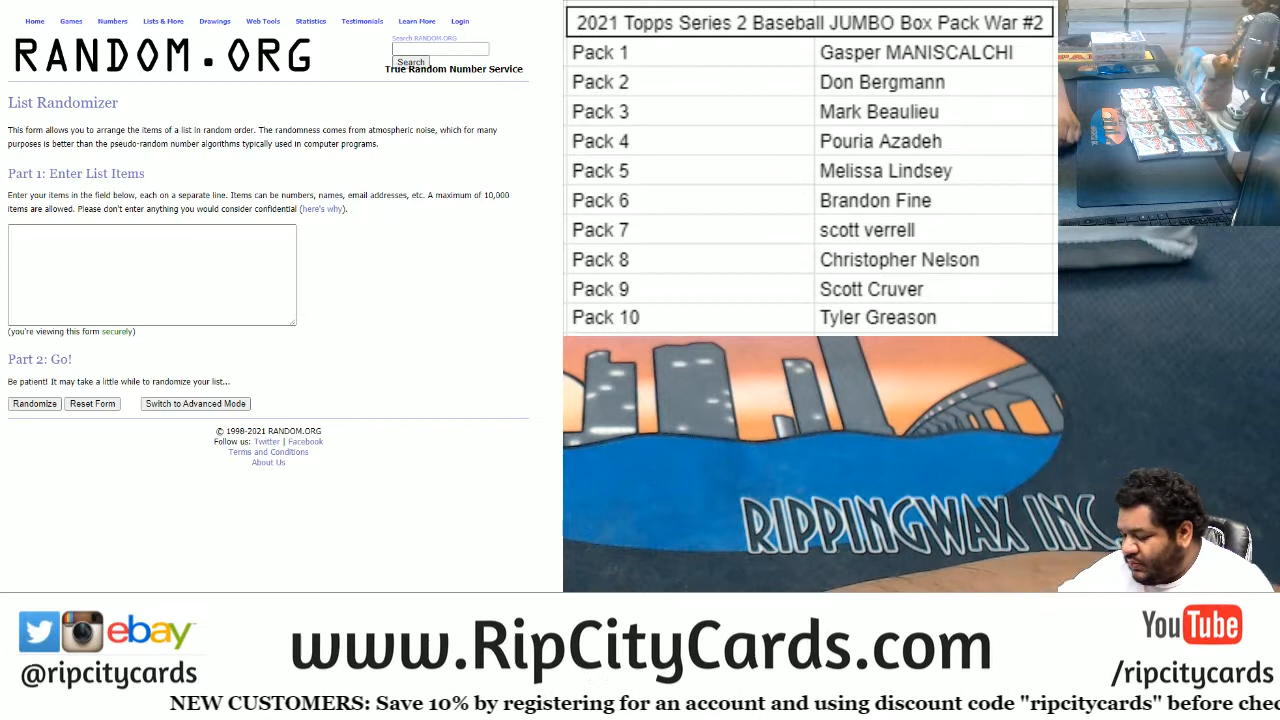 Home Games Numbers Lists & More Drawings Web Tools Statistics Testimonials Learn More Login
RANDOM.ORG
Search RANDOM.ORG
Search
True Random Number Service
List Randomizer
This form allows you to arrange the items of a list in random order. The randomness comes from atmospheric noise, which for many
purposes is better than the pseudo-random number algorithms typically used in computer programs.
Part 1: Enter List Items
Enter your items in the field below, each on a separate line. Items can be numbers, names, email addresses, etc. A maximum of 10,000
items are allowed. Please don't enter anything you would consider confidential (here's why).
(you're viewing this form securely)
Part 2: Go!
Be patient! It may take a little while to randomize your list...
Randomize Reset Form Switch to Advanced Mode
© 1998-2021 RANDOM.ORG
Follow us: Twitter | Facebook
Terms and Conditions
About Us
2021 Topps Series 2 Baseball JUMBO Box Pack War #2
Pack 1 Gasper MANISCALCHI
Pack 2 Don Bergmann
Pack 3 Mark Beaulieu
Pack 4 Pouria Azadeh
Pack 5 Melissa Lindsey
Pack 6 Brandon Fine
Pack 7 scott verrell
Pack 8 Christopher Nelson
Pack 9 Scott Cruver
Pack 10 Tyler Greason
RIPPINGWAX INC.
ebay
@ripcitycards
www.RipCityCards.com
YouTube
/ripcitycards
NEW CUSTOMERS: Save 10% by registering for an account and using discount code "ripcitycards" before chec